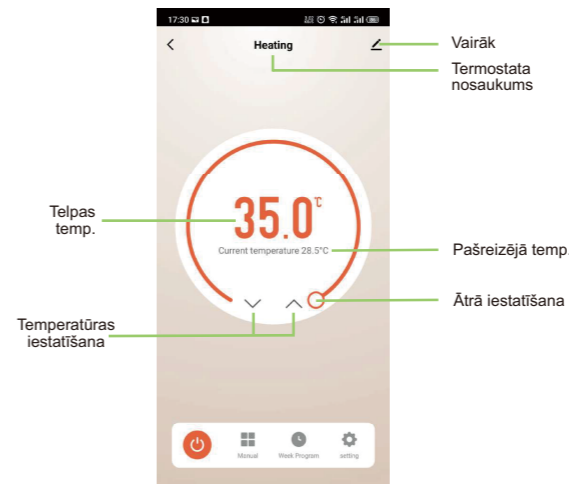 17:30
Heating
Vairāk
Termostata
nosaukums
35.0℃
Telpas
temp.
Current temperature 28.5°C
Pašreizējā temp.
Ātrā iestatīšana
Temperatūras
iestatīšana
Manual
Week Program
setting